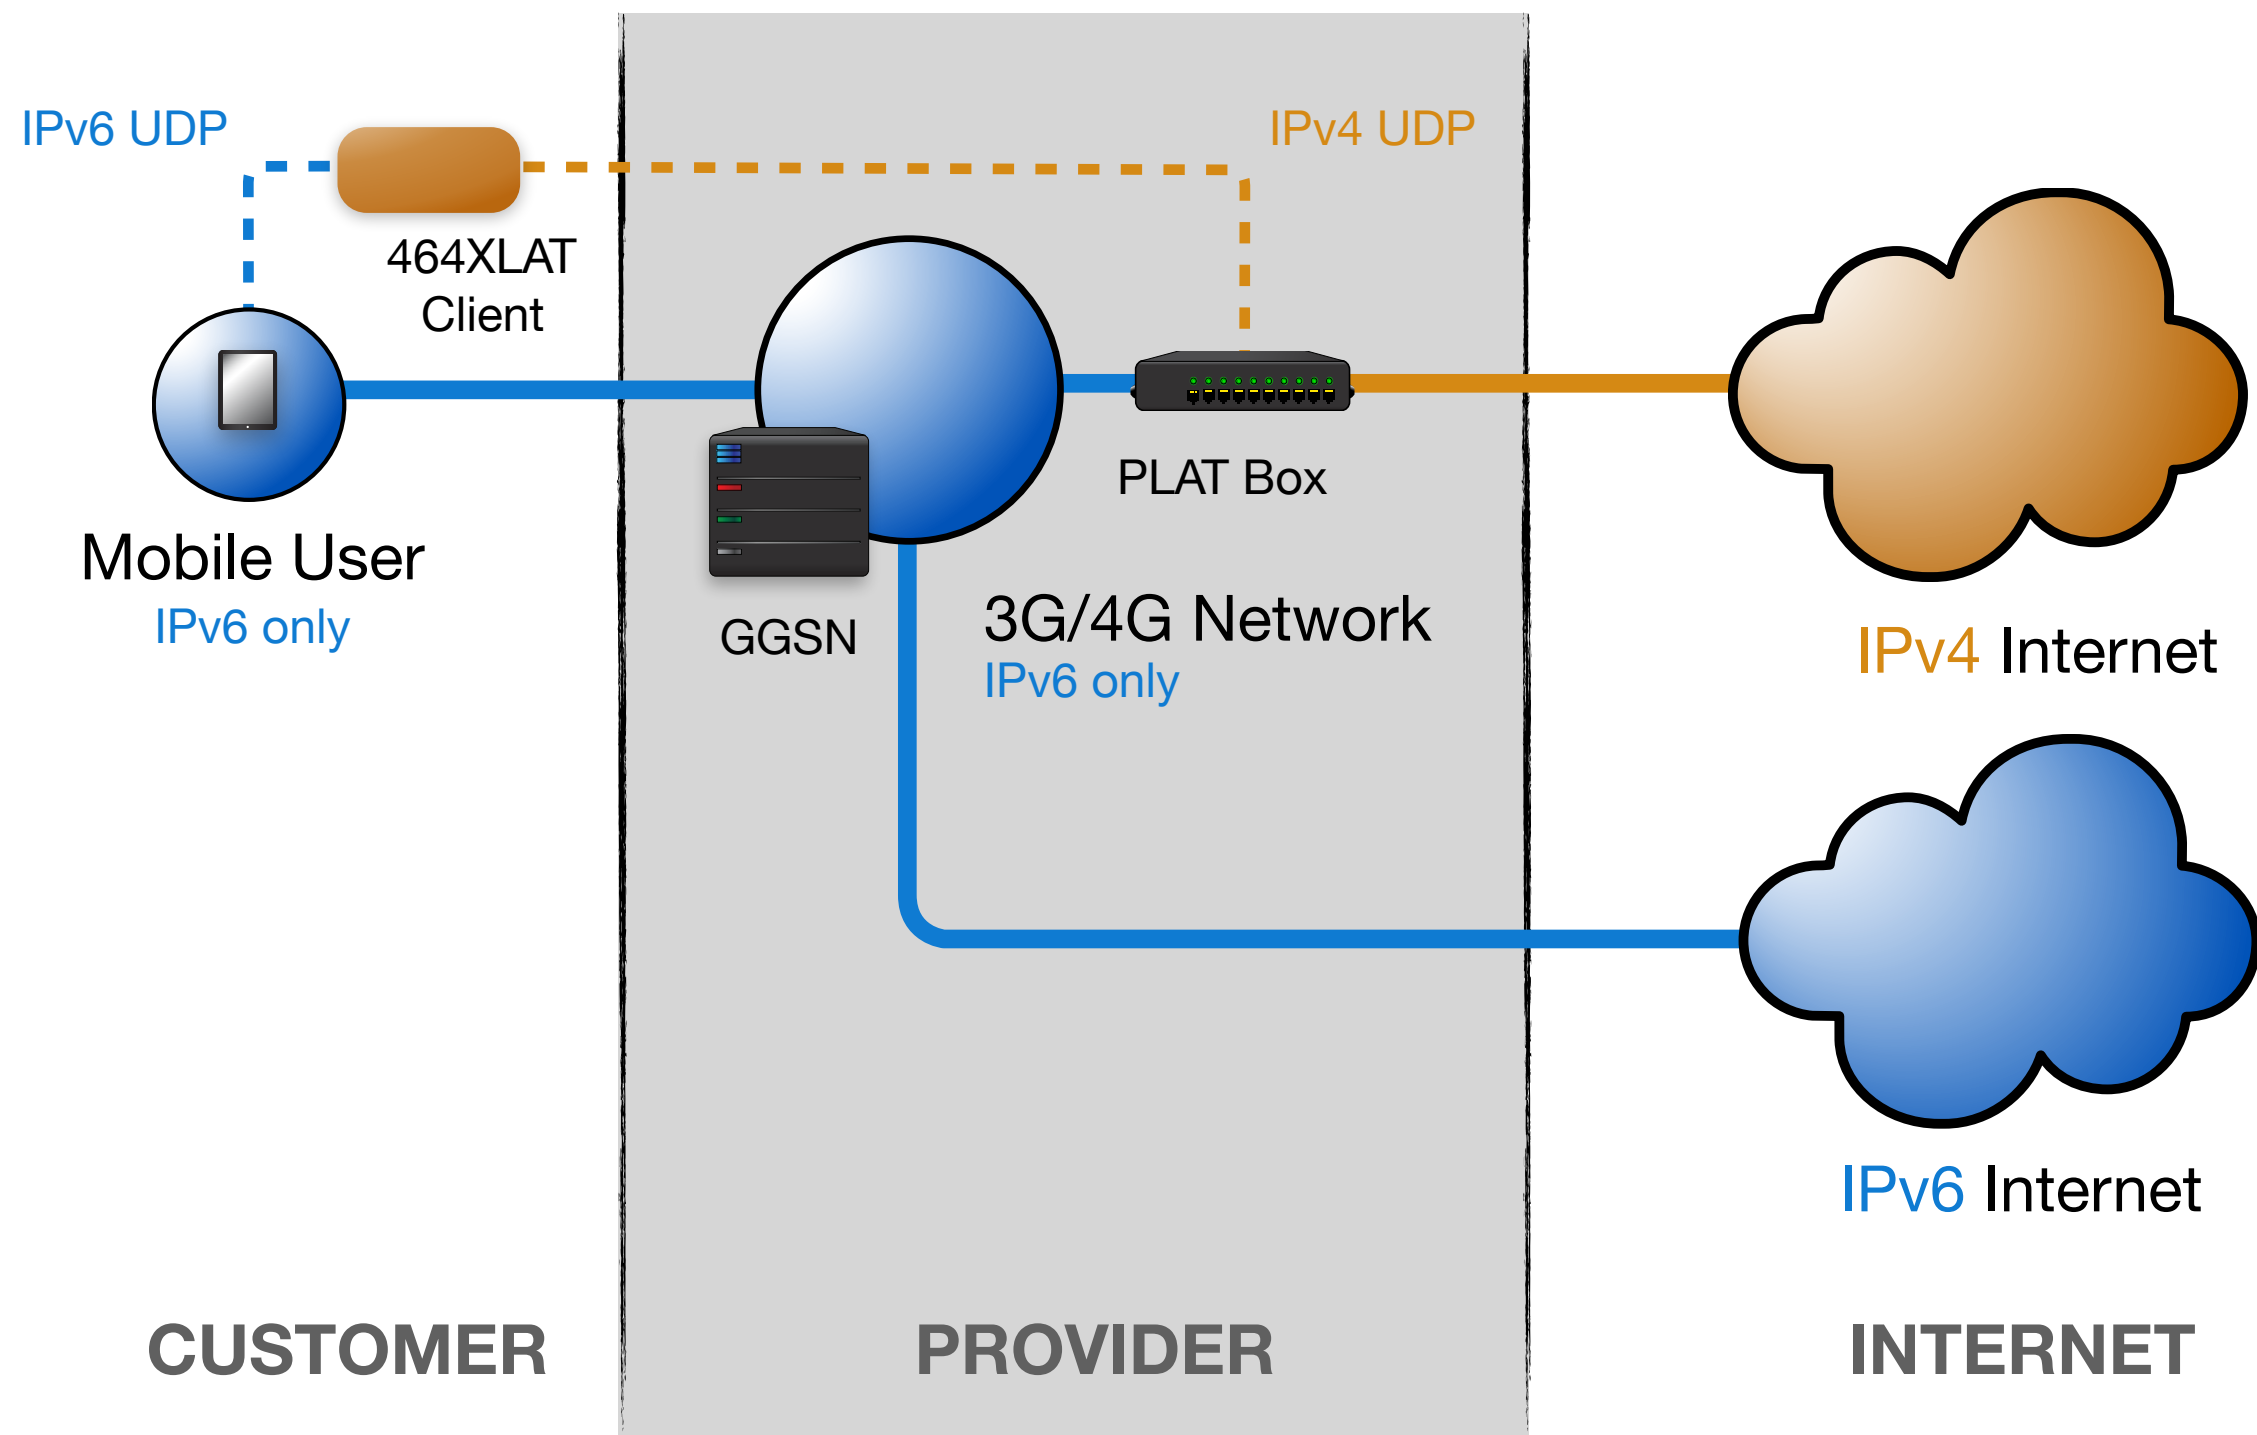 IPv6 UDP
IPv4 UDP
464XLAT
Client
PLAT Box
Mobile User
IPv6 only
GGSN
3G/4G Network
IPv6 only
IPv4 Internet
IPv6 Internet
CUSTOMER
PROVIDER
INTERNET